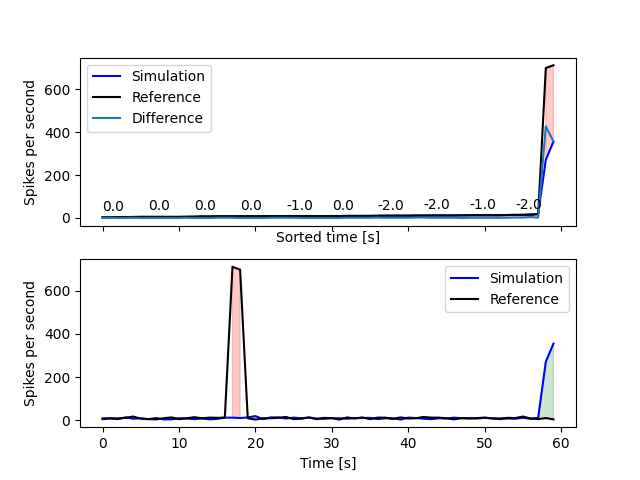 Spikes per second
600
400
200
0
Simulation
Reference
Difference
0.0 0.0 0.0 0.0 -1.0 0.0 -2.0 -2.0 -1.0 -2.0
Sorted time [s]
Spikes per second
600
400
200
0
Simulation
Reference
0 10 20 30 40 50 60
Time [s]